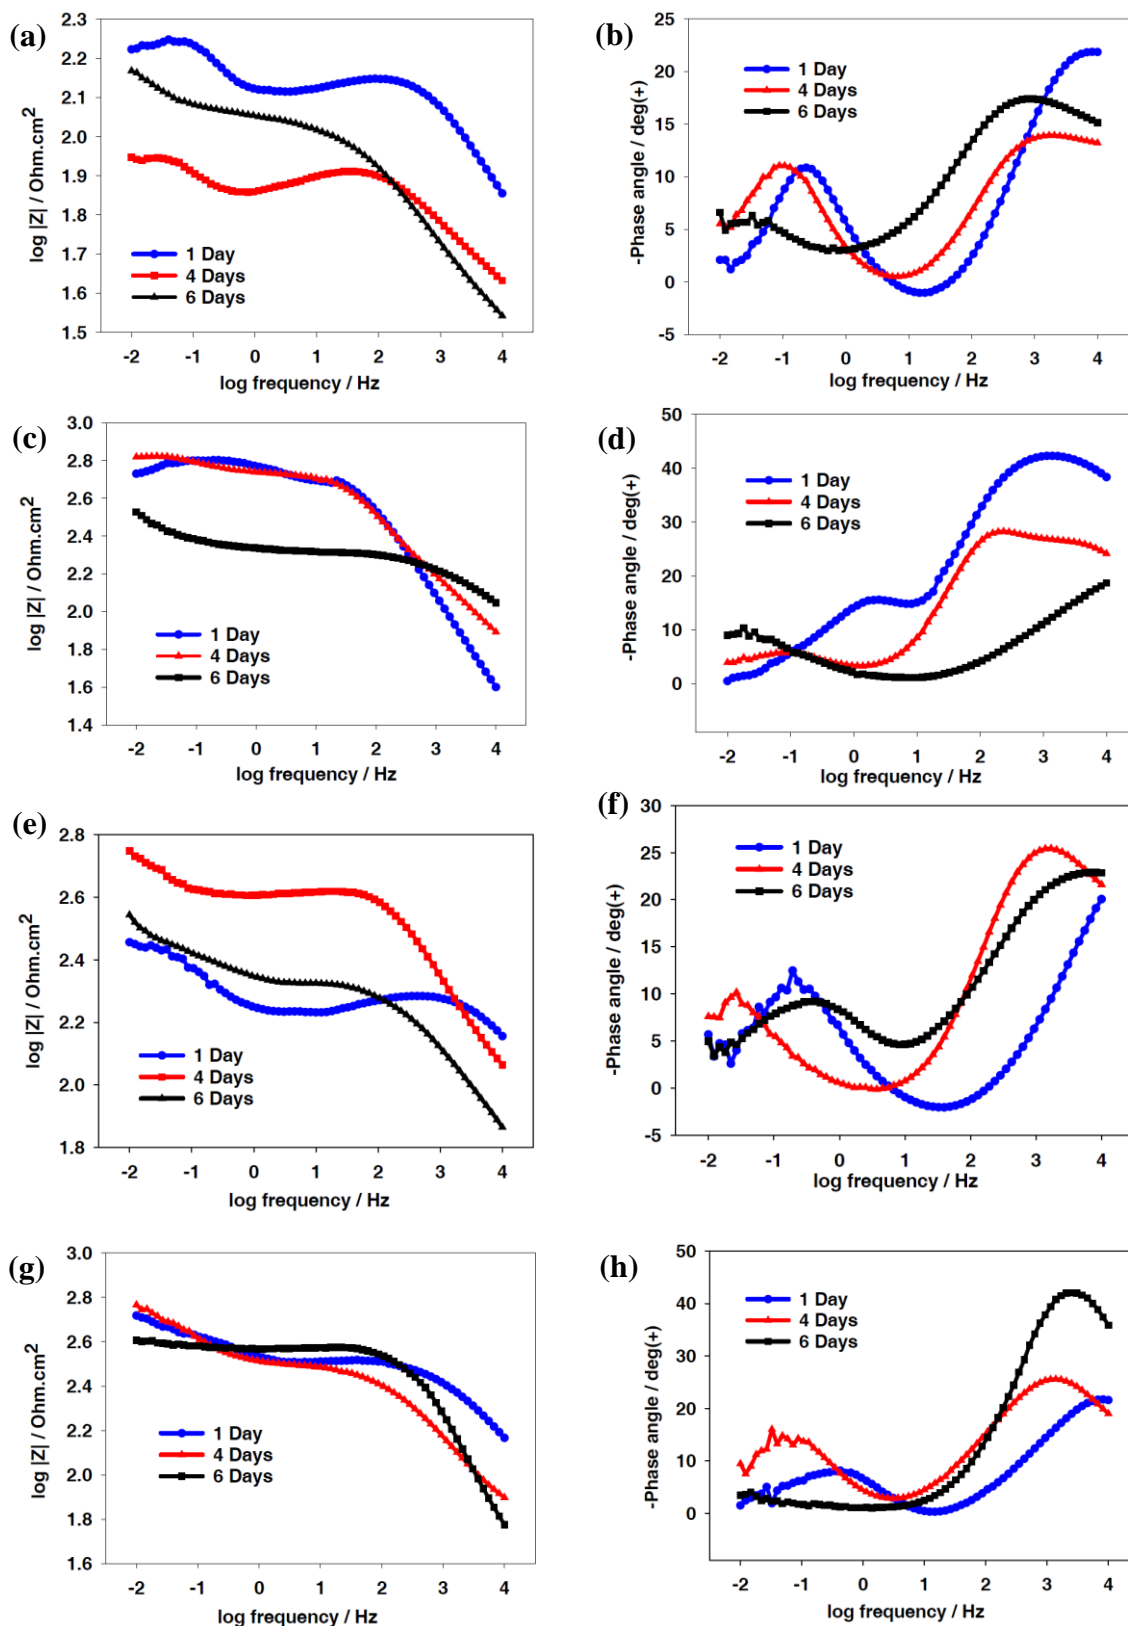 (a)
2.3
2.2
2.1
2.0
1.9
1.8
1.7
1.6
1.5
log |Z| / Ohm.cm2
1 Day
4 Days
6 Days
-2 -1 0 1 2 3 4
log frequency / Hz
(b)
25
20
15
10
5
0
-5
-Phase angle / deg(+)
1 Day
4 Days
6 Days
-2 -1 0 1 2 3 4
log frequency / Hz
(c)
3.0
2.8
2.6
2.4
2.2
2.0
1.8
1.6
1.4
log |Z| / Ohm.cm2
1 Day
4 Days
6 Days
-2 -1 0 1 2 3 4
log frequency / Hz
(d)
50
40
30
20
10
0
-Phase angle / deg(+)
1 Day
4 Days
6 Days
-2 -1 0 1 2 3 4
log frequency / Hz
(e)
2.8
2.6
2.4
2.2
2.0
1.8
log |Z| / Ohm.cm2
1 Day
4 Days
6 Days
-2 -1 0 1 2 3 4
log frequency / Hz
(f)
30
25
20
15
10
5
0
-5
-Phase angle / deg(+)
1 Day
4 Days
6 Days
-2 -1 0 1 2 3 4
log frequency / Hz
(g)
3.0
2.8
2.6
2.4
2.2
2.0
1.8
1.6
log |Z| / Ohm.cm2
1 Day
4 Days
6 Days
-2 -1 0 1 2 3 4
log frequency / Hz
(h)
50
40
30
20
10
0
-Phase angle / deg(+)
1 Day
4 Days
6 Days
-2 -1 0 1 2 3 4
log frequency / Hz